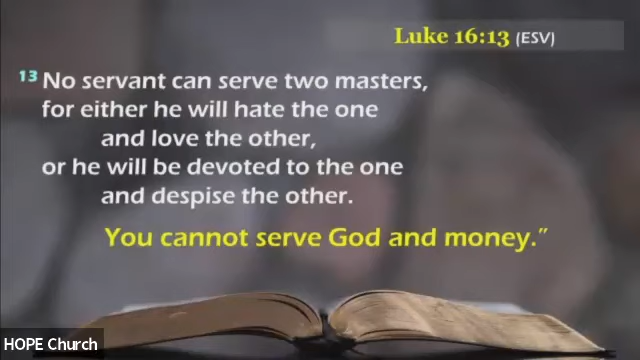 Luke 16:13 (ESV)
13 No servant can serve two masters,
for either he will hate the one
and love the other,
or he will be devoted to the one
and despise the other.
You cannot serve God and money.”
HOPE Church